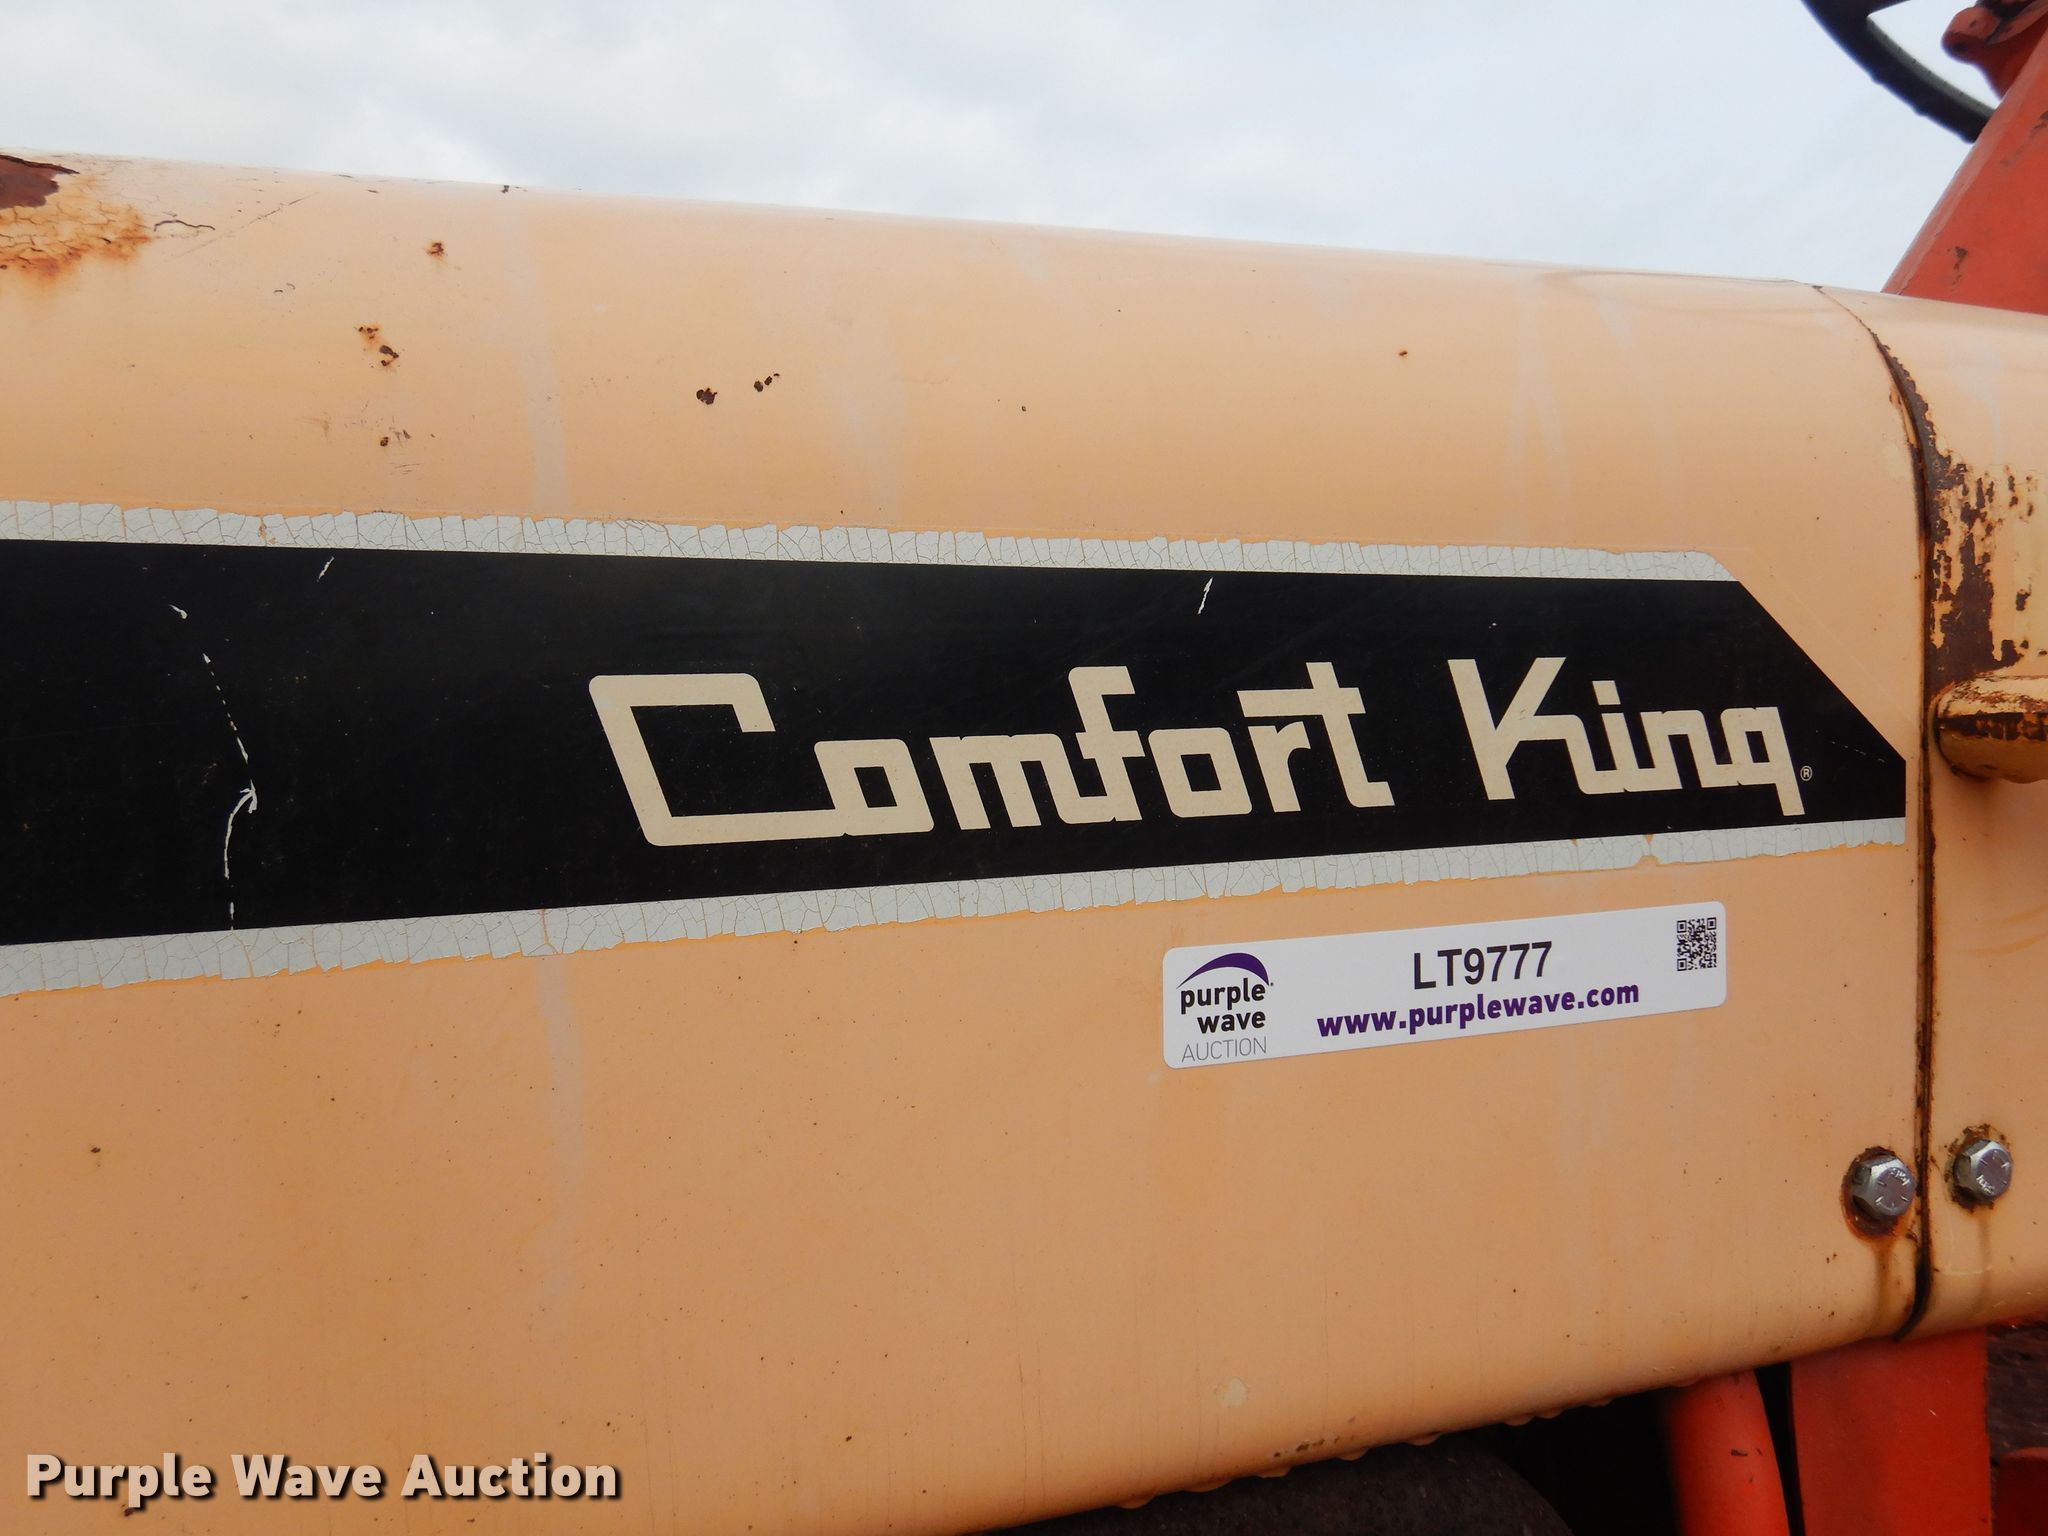 Comfort King®
purple wave AUCTION
LT9777
www.purplewave.com
Purple Wave Auction